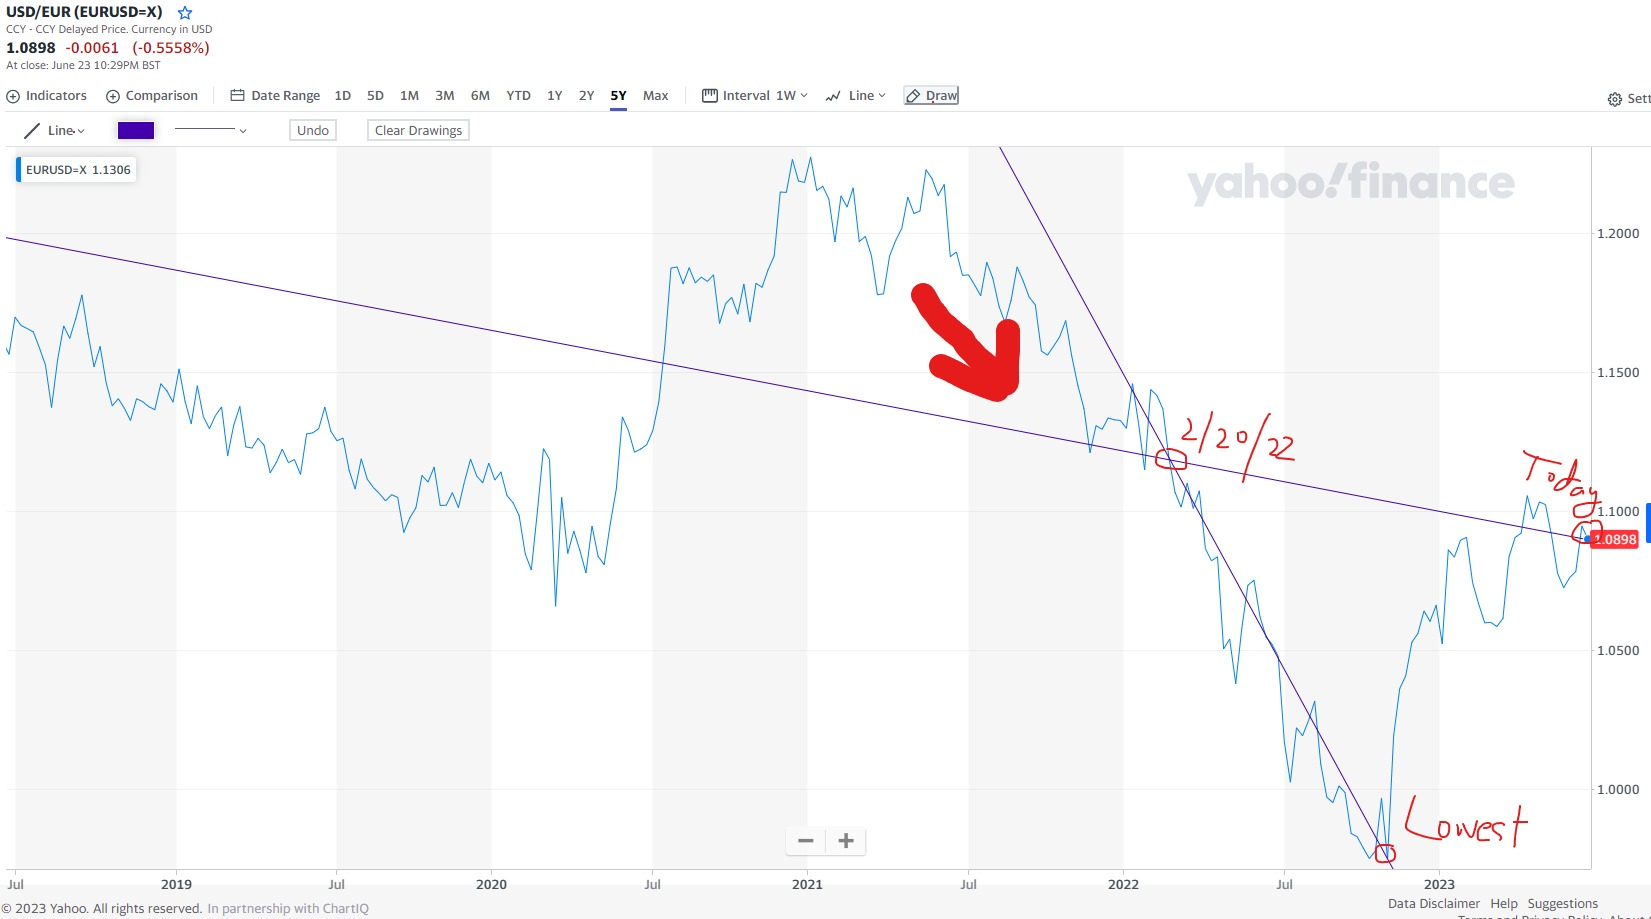 USD/EUR (EURUSD=X)
CCY - CCY Delayed Price. Currency in USD
1.0898 -0.0061 (-0.5558%)
At close: June 23 10:29PM BST
Indicators Comparison Date Range 1D 5D 1M 3M 6M YTD 1Y 2Y 5Y Max Interval 1W Line Draw Sett
Line Undo Clear Drawings
EURUSD=X 1.1306
yahoo!finance
1.2000
1.1500
2/20/22
Today
1.1000
1.0898
1.0500
1.0000
Lowest
Jul 2019 Jul 2020 Jul 2021 Jul 2022 Jul 2023
© 2023 Yahoo. All rights reserved. In partnership with ChartIQ
Data Disclaimer Help Suggestions